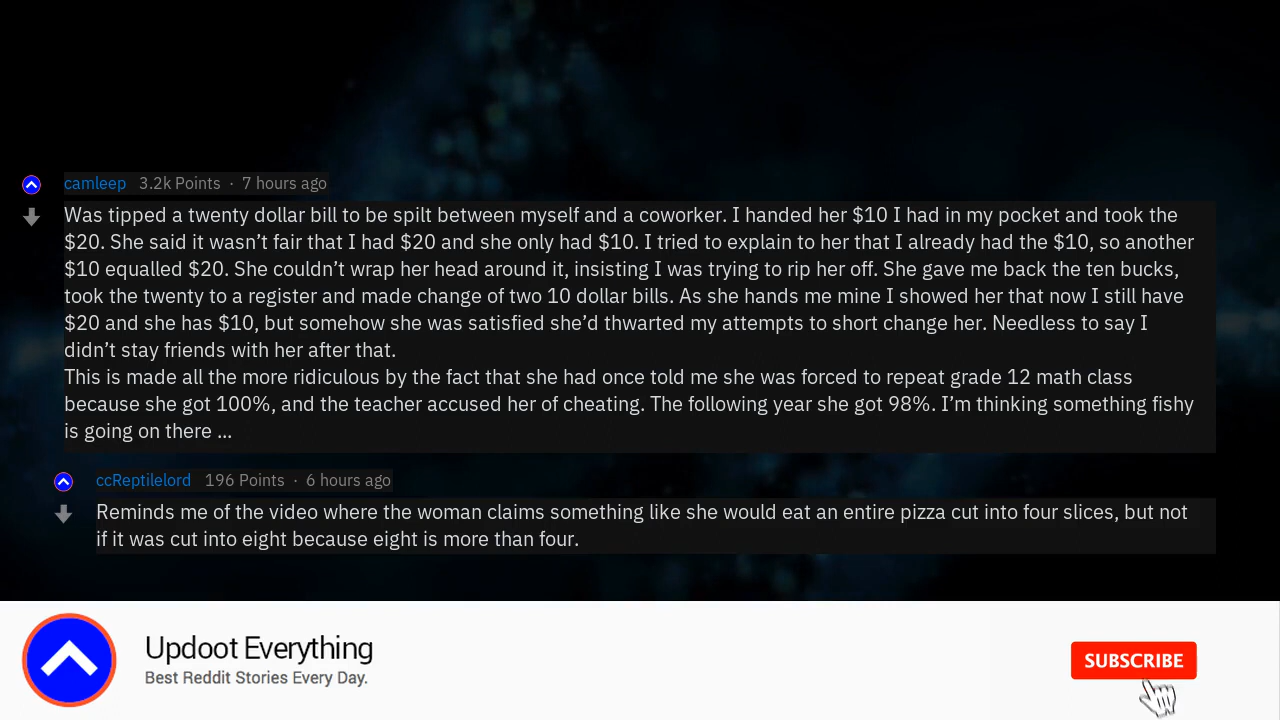 camleep 3.2k Points · 7 hours ago
Was tipped a twenty dollar bill to be spilt between myself and a coworker. I handed her $10 I had in my pocket and took the
$20. She said it wasn’t fair that I had $20 and she only had $10. I tried to explain to her that I already had the $10, so another
$10 equalled $20. She couldn’t wrap her head around it, insisting I was trying to rip her off. She gave me back the ten bucks,
took the twenty to a register and made change of two 10 dollar bills. As she hands me mine I showed her that now I still have
$20 and she has $10, but somehow she was satisfied she’d thwarted my attempts to short change her. Needless to say I
didn’t stay friends with her after that.
This is made all the more ridiculous by the fact that she had once told me she was forced to repeat grade 12 math class
because she got 100%, and the teacher accused her of cheating. The following year she got 98%. I’m thinking something fishy
is going on there ...
ccReptilelord 196 Points · 6 hours ago
Reminds me of the video where the woman claims something like she would eat an entire pizza cut into four slices, but not
if it was cut into eight because eight is more than four.
Updoot Everything
Best Reddit Stories Every Day.
SUBSCRIBE